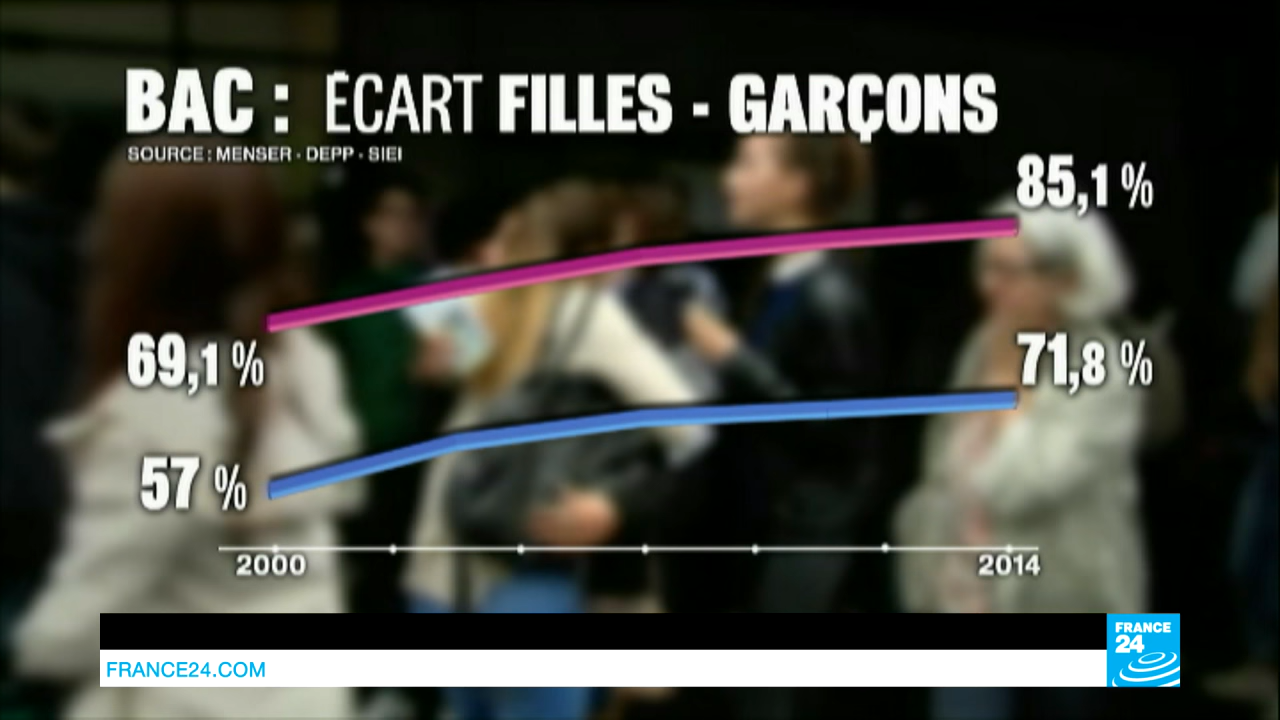 BAC : ÉCART FILLES - GARÇONS
SOURCE : MENSER - DEPP - SIEI
85,1 %
69,1 %
71,8 %
57 %
2000
2014
FRANCE 24
FRANCE24.COM